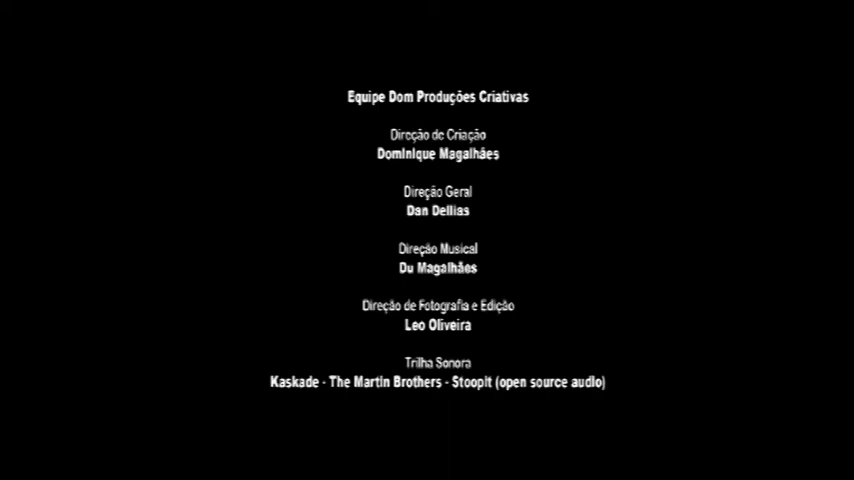 Equipe Dom Produções Criativas
Direção de Criação
Dominique Magalhães
Direção Geral
Dan Dellias
Direção Musical
Du Magalhães
Direção de Fotografia e Edição
Leo Oliveira
Trilha Sonora
Kaskade - The Martin Brothers - Stoopit (open source audio)